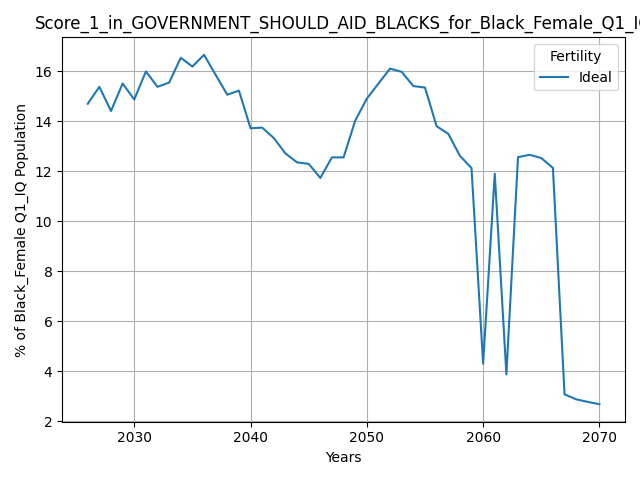 Score_1_in_GOVERNMENT_SHOULD_AID_BLACKS_for_Black_Female_Q1_IQ
Fertility
Ideal
% of Black_Female Q1_IQ Population
16
14
12
10
8
6
4
2
2030 2040 2050 2060 2070
Years